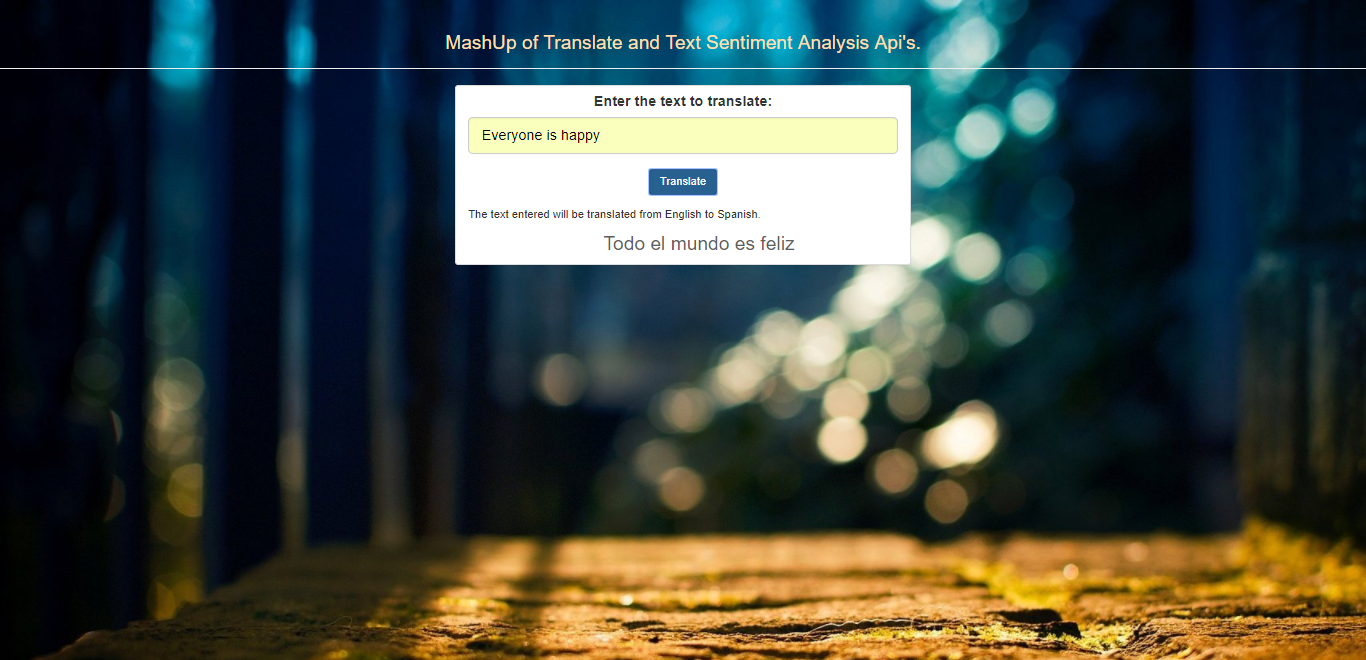 MashUp of Translate and Text Sentiment Analysis Api's.
Enter the text to translate:
Everyone is happy
Translate
The text entered will be translated from English to Spanish.
Todo el mundo es feliz